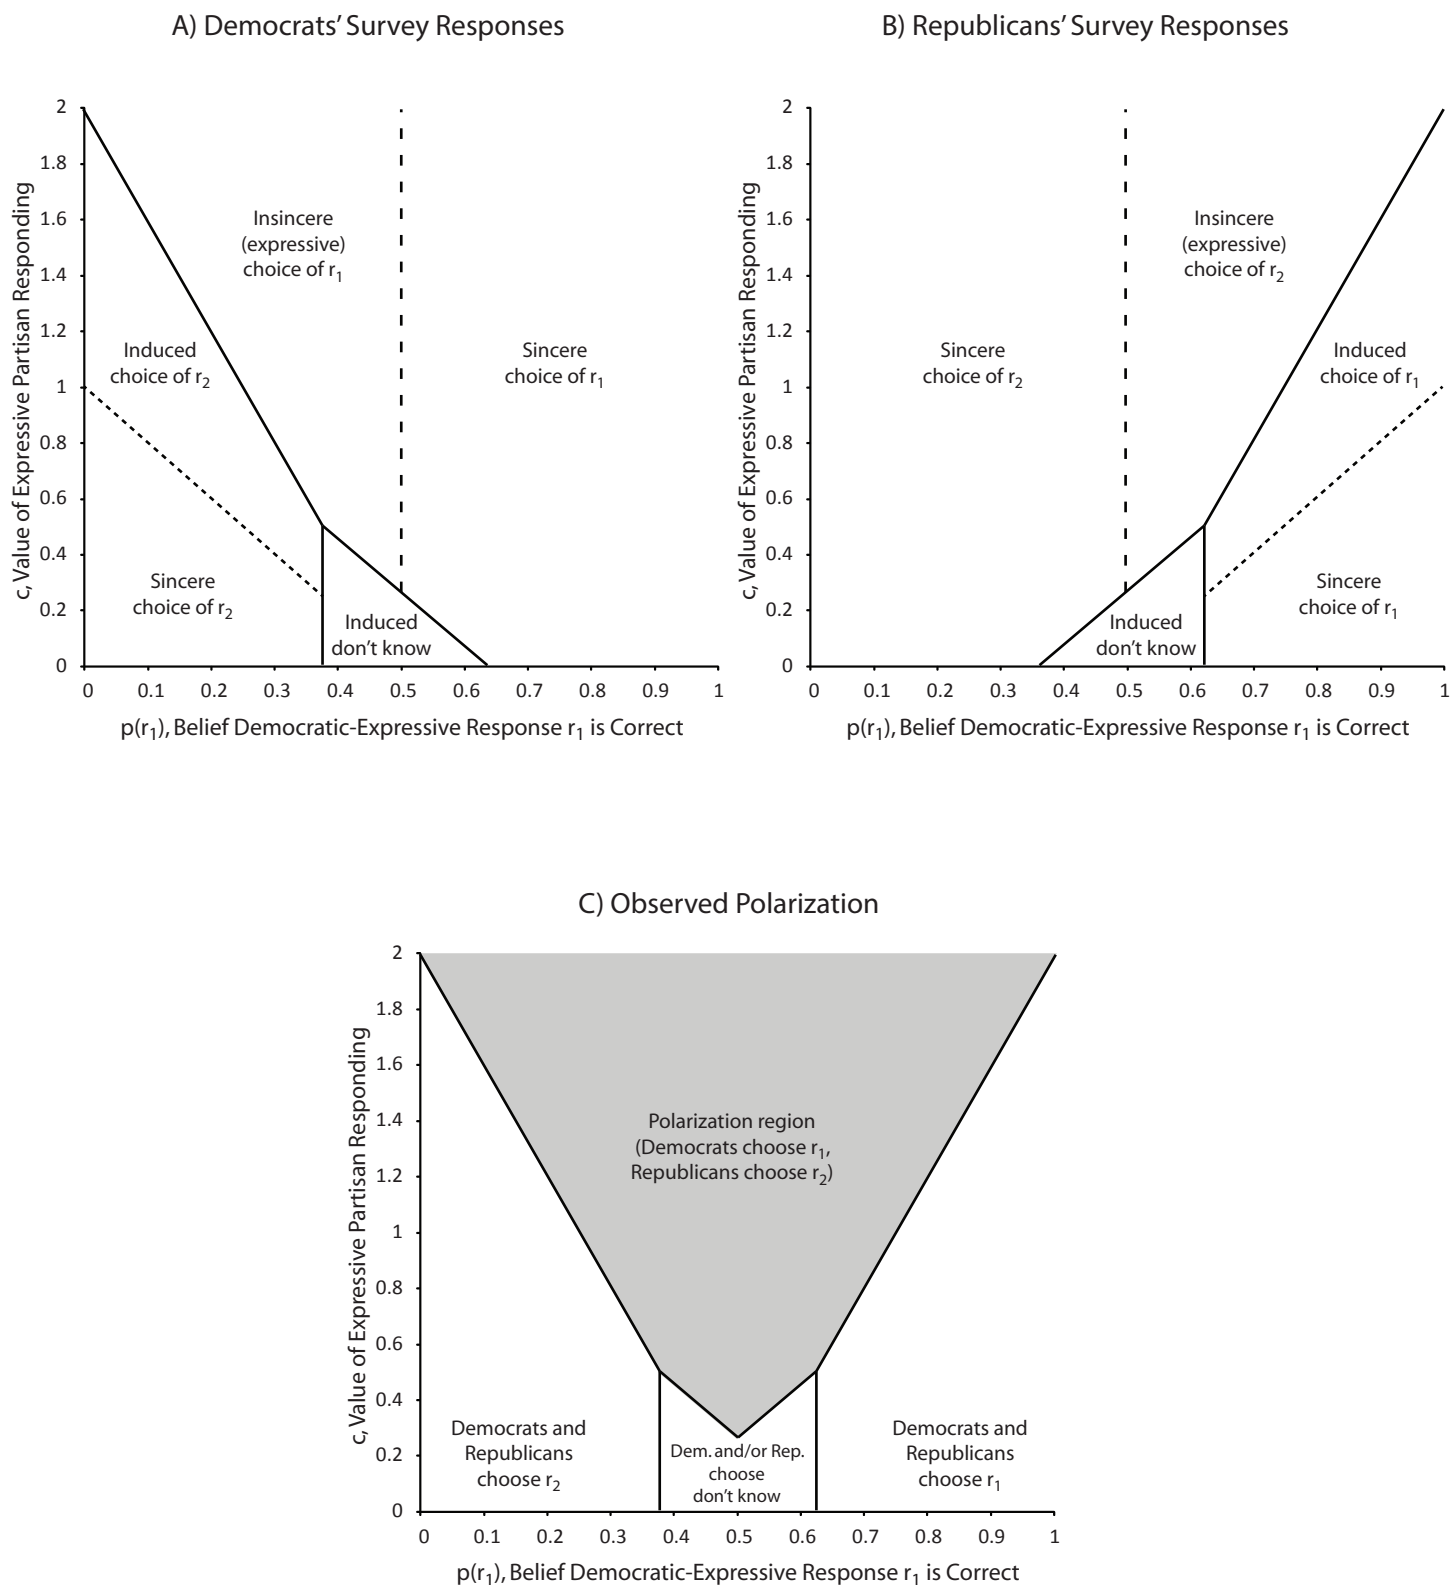 A) Democrats' Survey Responses
c, Value of Expressive Partisan Responding
2
1.8
1.6
1.4
1.2
1
0.8
0.6
0.4
0.2
0
Insincere
(expressive)
choice of r1
Induced
choice of r2
Sincere
choice of r1
Sincere
choice of r2
Induced
don't know
0 0.1 0.2 0.3 0.4 0.5 0.6 0.7 0.8 0.9 1
p(r1), Belief Democratic-Expressive Response r1 is Correct
B) Republicans' Survey Responses
c, Value of Expressive Partisan Responding
2
1.8
1.6
1.4
1.2
1
0.8
0.6
0.4
0.2
0
Insincere
(expressive)
choice of r2
Sincere
choice of r2
Induced
choice of r1
Sincere
choice of r1
Induced
don't know
0 0.1 0.2 0.3 0.4 0.5 0.6 0.7 0.8 0.9 1
p(r1), Belief Democratic-Expressive Response r1 is Correct
C) Observed Polarization
c, Value of Expressive Partisan Responding
2
1.8
1.6
1.4
1.2
1
0.8
0.6
0.4
0.2
0
Polarization region
(Democrats choose r1,
Republicans choose r2)
Democrats and
Republicans
choose r2
Dem. and/or Rep.
choose
don't know
Democrats and
Republicans
choose r1
0 0.1 0.2 0.3 0.4 0.5 0.6 0.7 0.8 0.9 1
p(r1), Belief Democratic-Expressive Response r1 is Correct